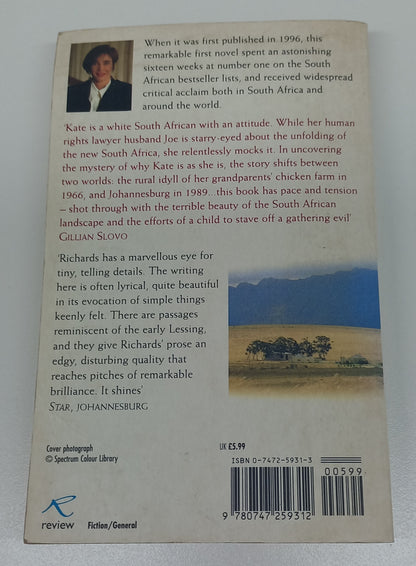 When it was first published in 1996, this
remarkable first novel spent an astonishing
sixteen weeks at number one on the South
African bestseller lists, and received widespread
critical acclaim both in South Africa and
around the world.
'Kate is a white South African with an attitude. While her human
rights lawyer husband Joe is starry-eyed about the unfolding of
the new South Africa, she relentlessly mocks it. In uncovering
the mystery of why Kate is as she is, the story shifts between
two worlds: the rural idyll of her grandparents' chicken farm in
1966, and Johannesburg in 1989...this book has pace and tension
– shot through with the terrible beauty of the South African
landscape and the efforts of a child to stave off a gathering evil'
GILLIAN SLOVO
'Richards has a marvellous eye for
tiny, telling details. The writing
here is often lyrical, quite beautiful
in its evocation of simple things
keenly felt. There are passages
reminiscent of the early Lessing,
and they give Richards' prose an
edgy, disturbing quality that
reaches pitches of remarkable
brilliance. It shines'
STAR, JOHANNESBURG
Cover photograph
© Spectrum Colour Library
UK £5.99
ISBN 0-7472-5931-3
00599
9 780747 259312
R
review
Fiction/General